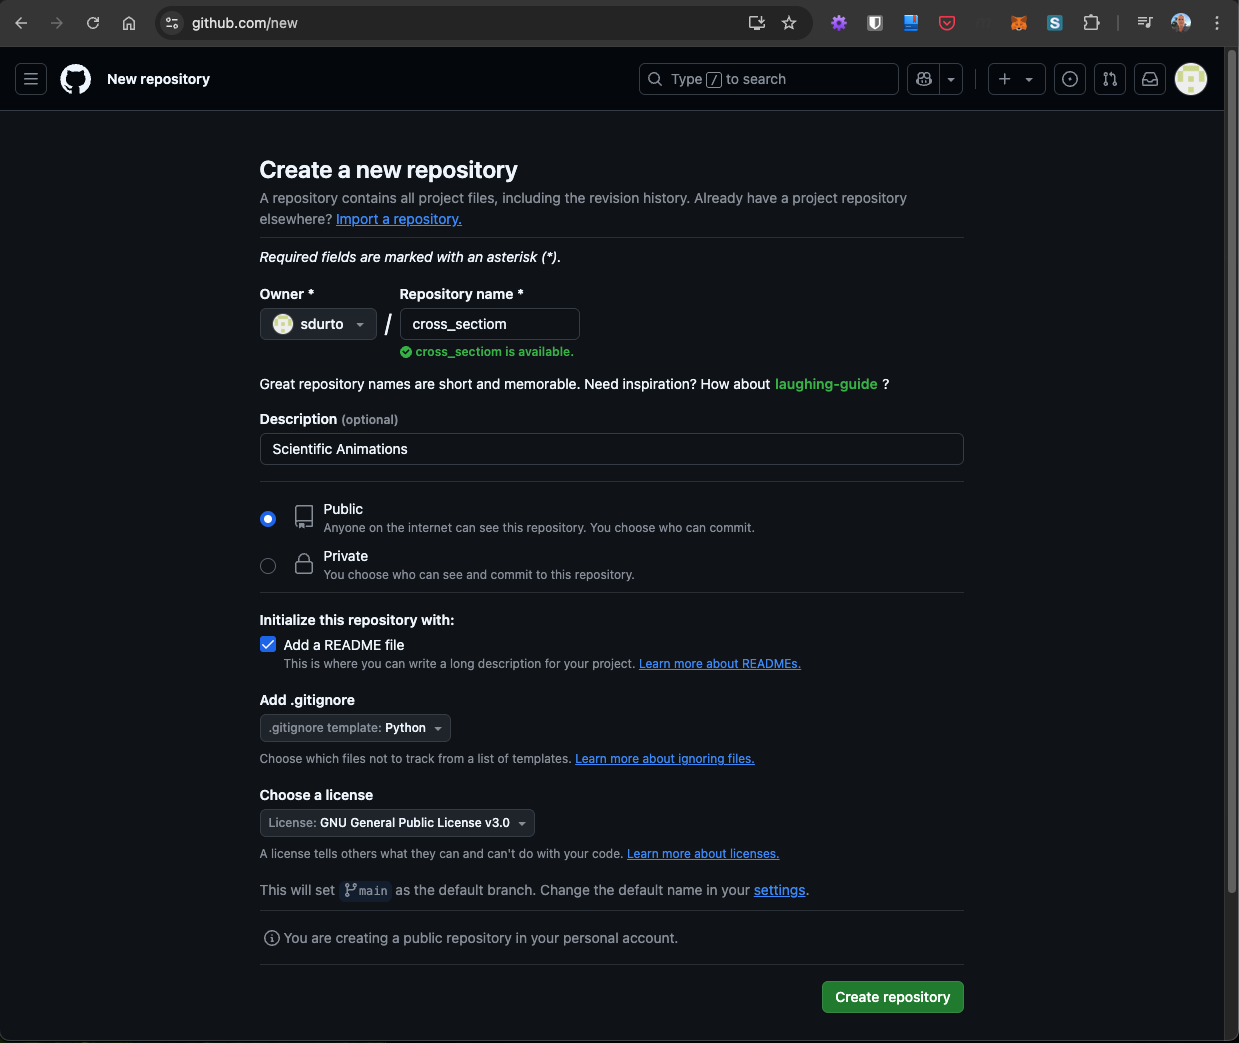 github.com/new
S
New repository
Type / to search
Create a new repository
A repository contains all project files, including the revision history. Already have a project repository
elsewhere? Import a repository.
Required fields are marked with an asterisk (*).
Owner * Repository name *
sdurto / cross_sectiom
cross_sectiom is available.
Great repository names are short and memorable. Need inspiration? How about laughing-guide ?
Description (optional)
Scientific Animations
Public
Anyone on the internet can see this repository. You choose who can commit.
Private
You choose who can see and commit to this repository.
Initialize this repository with:
Add a README file
This is where you can write a long description for your project. Learn more about READMEs.
Add .gitignore
.gitignore template: Python
Choose which files not to track from a list of templates. Learn more about ignoring files.
Choose a license
License: GNU General Public License v3.0
A license tells others what they can and can't do with your code. Learn more about licenses.
This will set main as the default branch. Change the default name in your settings.
You are creating a public repository in your personal account.
Create repository